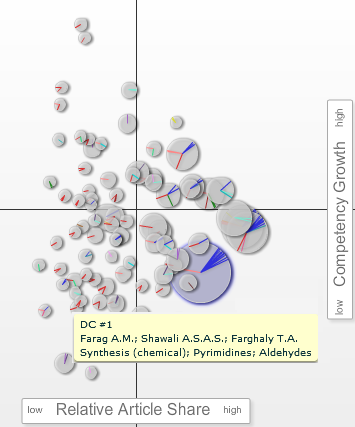 high
Competency Growth
low
DC #1
Farag A.M.; Shawali A.S.A.S.; Farghaly T.A.
Synthesis (chemical); Pyrimidines; Aldehydes
low Relative Article Share high